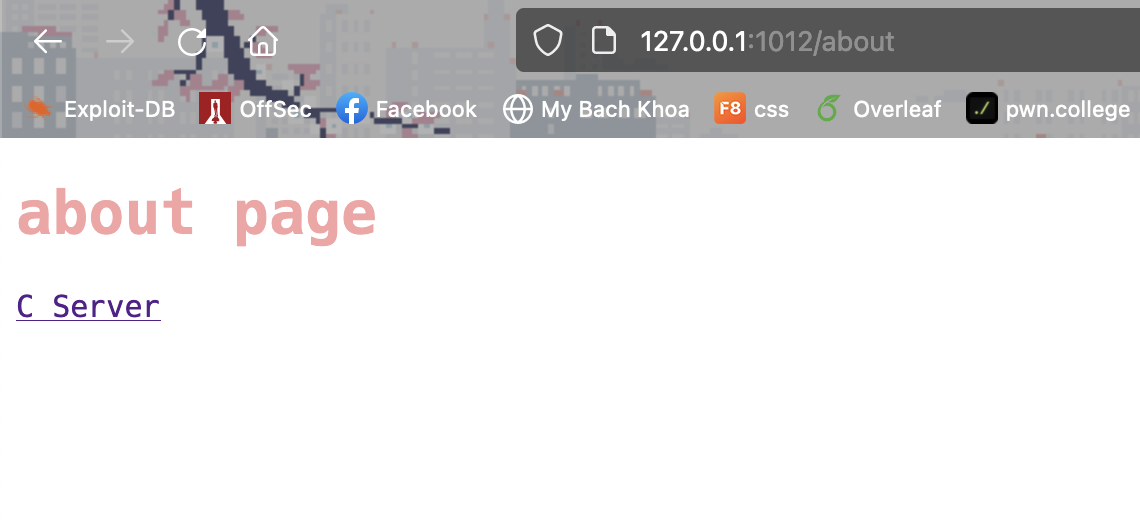 127.0.0.1:1012/about
Exploit-DB OffSec Facebook My Bach Khoa F8 css Overleaf ./ pwn.college
about page
C Server